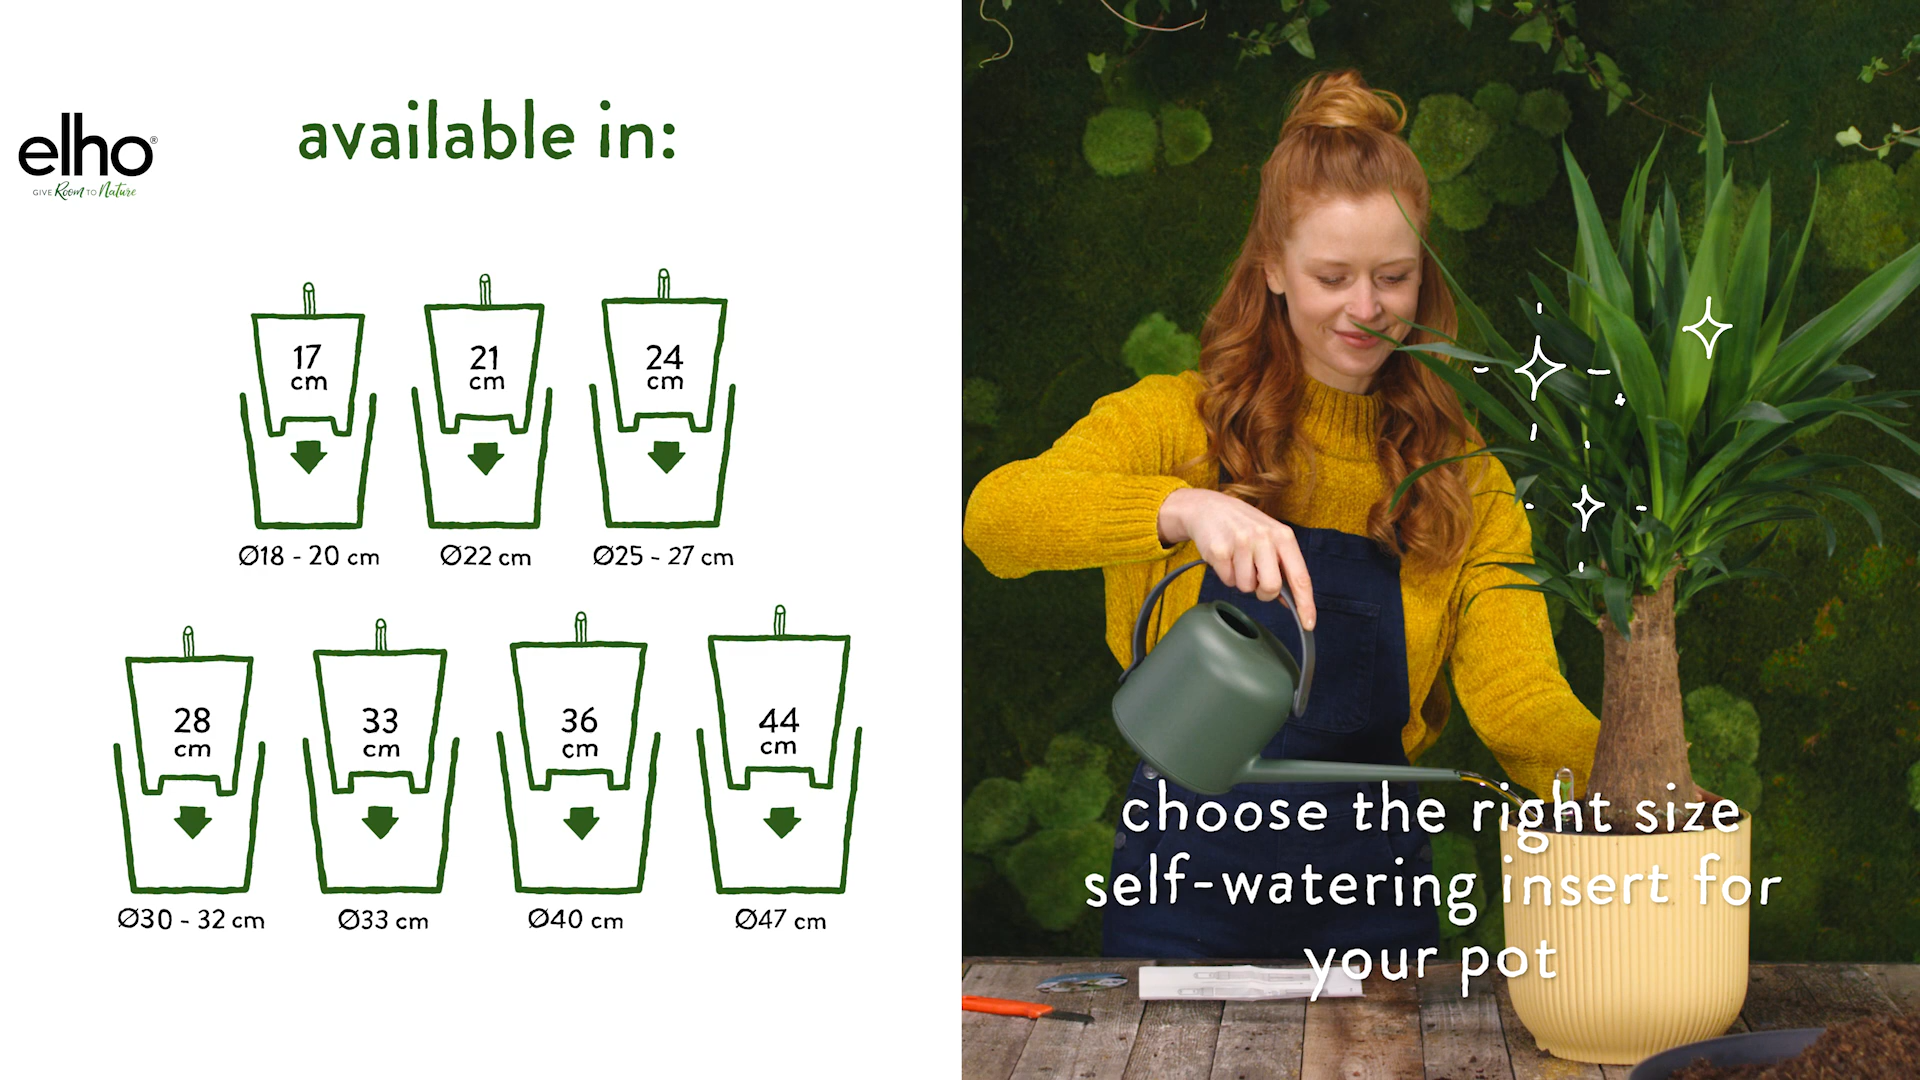 elho®
GIVE Room TO Nature
available in:
17
cm
21
cm
24
cm
Ø18 - 20 cm
Ø22 cm
Ø25 - 27 cm
28
cm
33
cm
36
cm
44
cm
Ø30 - 32 cm
Ø33 cm
Ø40 cm
Ø47 cm
choose the right size
self-watering insert for
your pot